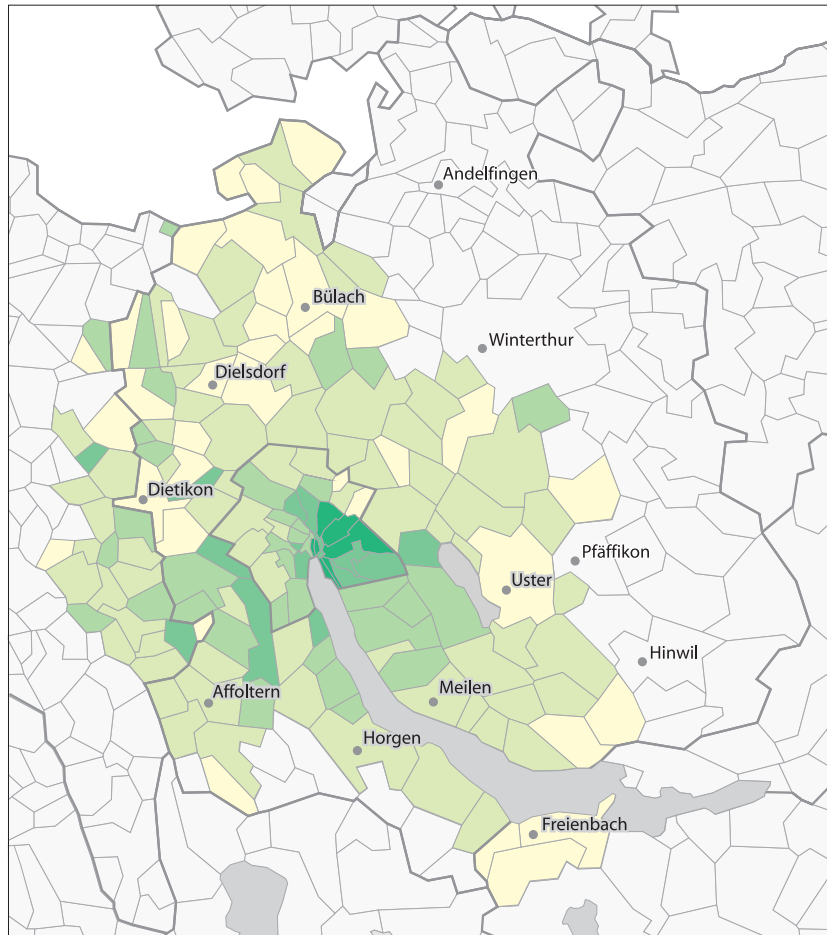 Andelfingen
Bülach
Winterthur
Dielsdorf
Dietikon
Pfäffikon
Uster
Hinwil
Meilen
Affoltern
Horgen
Freienbach